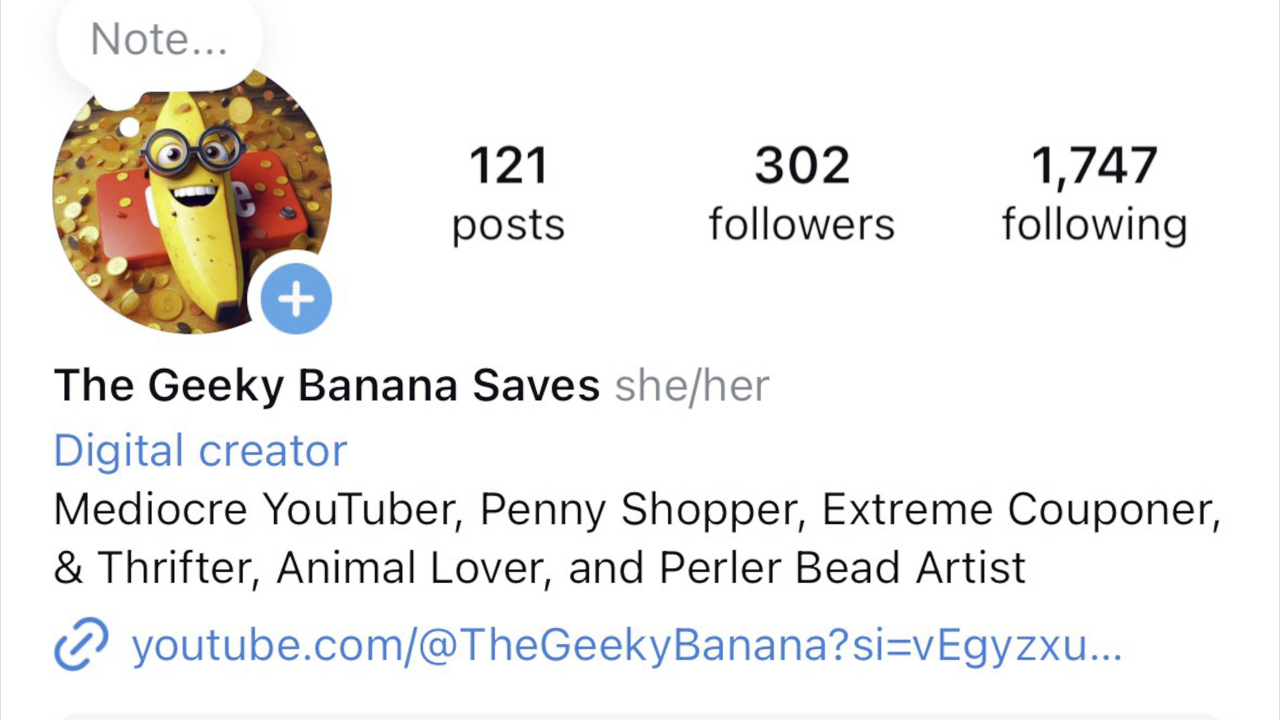 Note...
121
posts
302
followers
1,747
following
The Geeky Banana Saves she/her
Digital creator
Mediocre YouTuber, Penny Shopper, Extreme Couponer,
& Thrifter, Animal Lover, and Perler Bead Artist
youtube.com/@TheGeekyBanana?si=vEgyzxu...